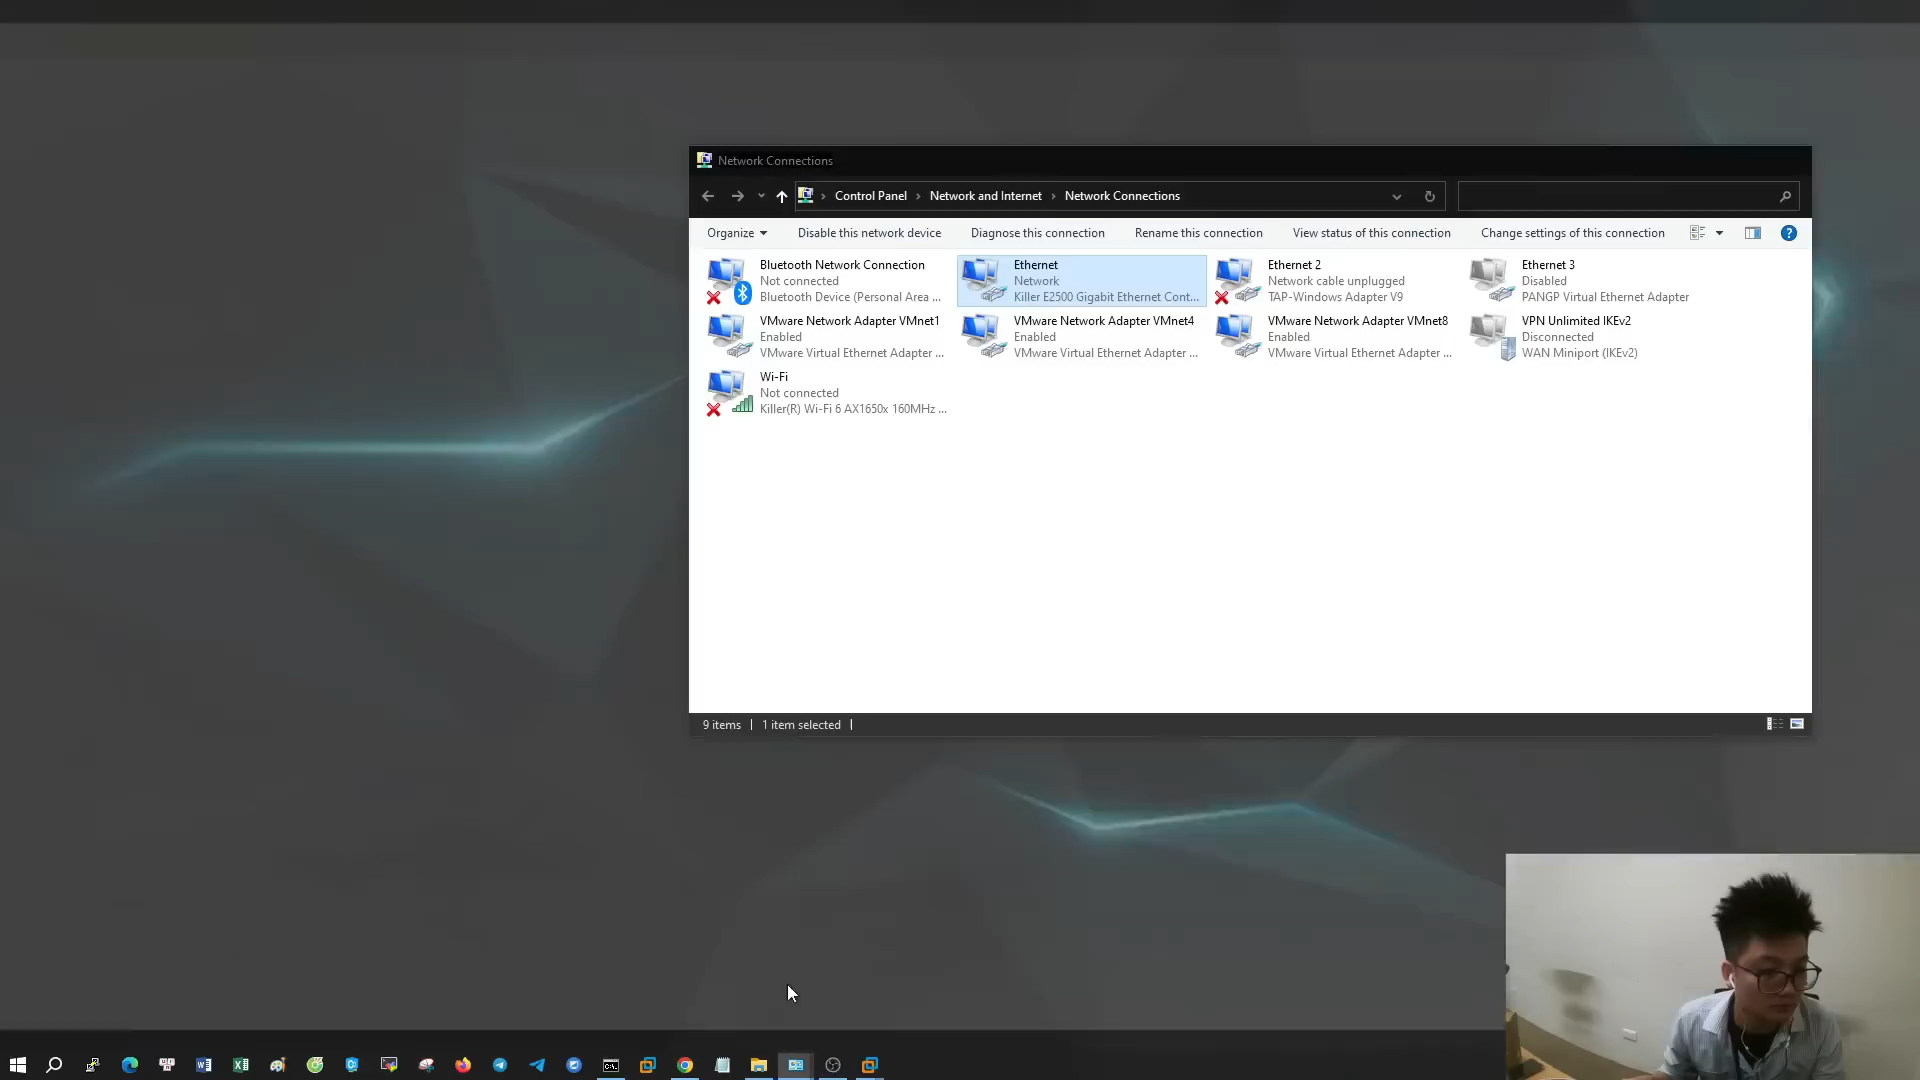 Network Connections
Control Panel
Network and Internet
Network Connections
Organize
Disable this network device
Diagnose this connection
Rename this connection
View status of this connection
Change settings of this connection
Bluetooth Network Connection
Not connected
Bluetooth Device (Personal Area ...
Ethernet
Network
Killer E2500 Gigabit Ethernet Cont...
Ethernet 2
Network cable unplugged
TAP-Windows Adapter V9
Ethernet 3
Disabled
PANGP Virtual Ethernet Adapter
VMware Network Adapter VMnet1
Enabled
VMware Virtual Ethernet Adapter ...
VMware Network Adapter VMnet4
Enabled
VMware Virtual Ethernet Adapter ...
VMware Network Adapter VMnet8
Enabled
VMware Virtual Ethernet Adapter ...
VPN Unlimited IKEv2
Disconnected
WAN Miniport (IKEv2)
Wi-Fi
Not connected
Killer(R) Wi-Fi 6 AX1650x 160MHz ...
9 items
1 item selected